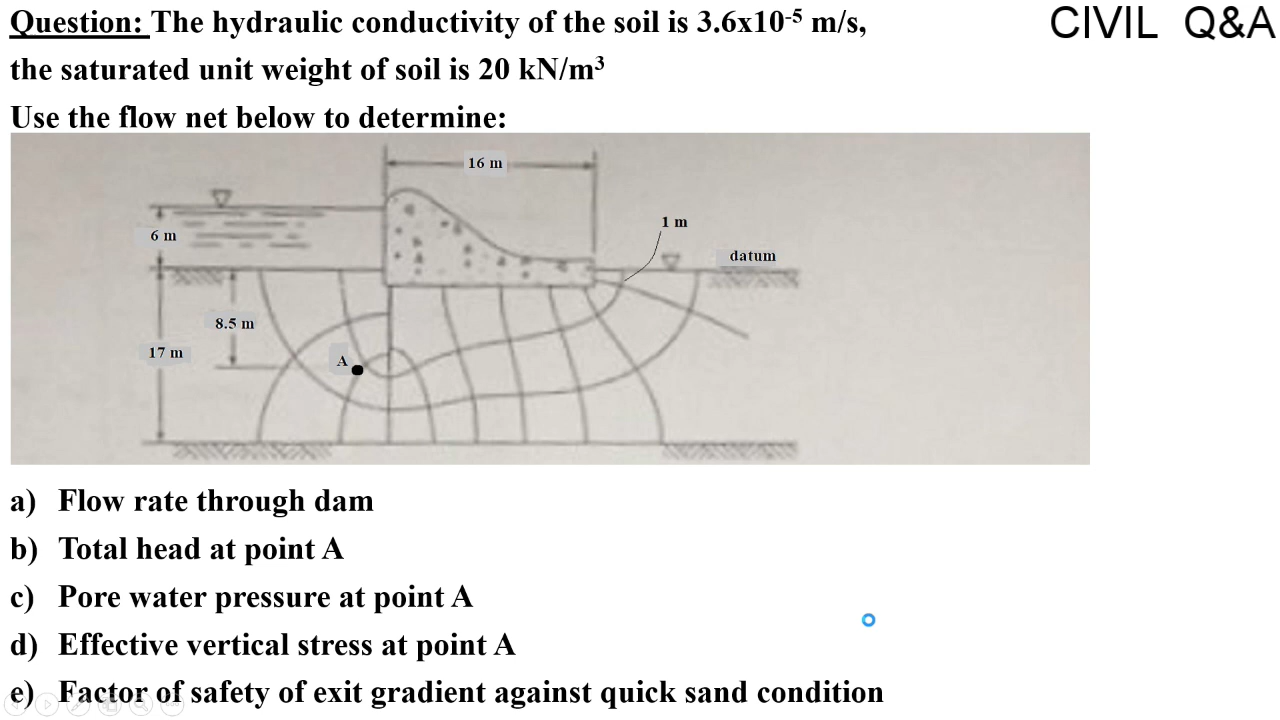 Question: The hydraulic conductivity of the soil is 3.6x10⁻⁵ m/s,
CIVIL Q&A
the saturated unit weight of soil is 20 kN/m³
Use the flow net below to determine:
16 m
1 m
6 m
datum
8.5 m
17 m
A
a) Flow rate through dam
b) Total head at point A
c) Pore water pressure at point A
d) Effective vertical stress at point A
e) Factor of safety of exit gradient against quick sand condition